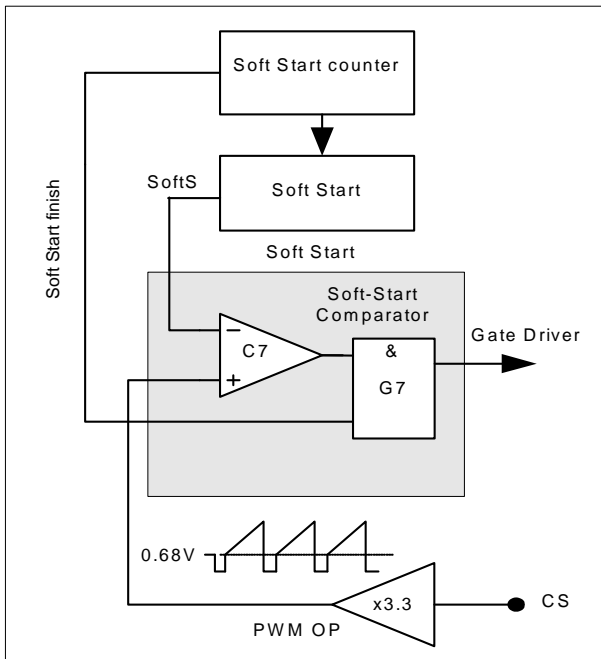 Soft Start counter
SoftS
Soft Start
Soft Start finish
Soft Start
Soft-Start
Comparator
Gate Driver
−
C7
+
&
G7
0.68V
x3.3
CS
PWM OP